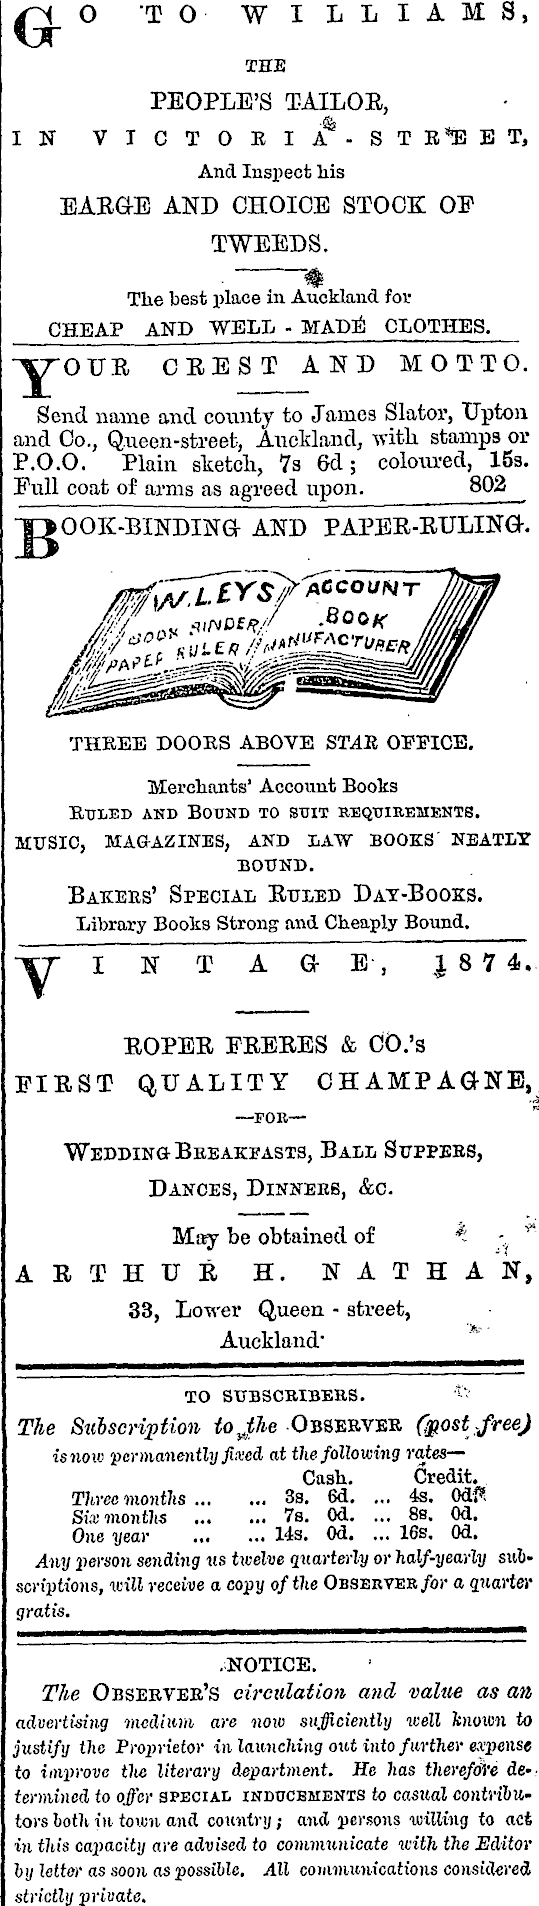 GO TO WILLIAMS,
THE
PEOPLE'S TAILOR,
IN VICTORIA-STREET,
And Inspect his
LARGE AND CHOICE STOCK OF
TWEEDS.
The best place in Auckland for
CHEAP AND WELL-MADE CLOTHES.
YOUR CREST AND MOTTO.
Send name and county to James Slator, Upton
and Co., Queen-street, Auckland, with stamps or
P.O.O. Plain sketch, 7s 6d; coloured, 15s.
Full coat of arms as agreed upon. 802
BOOK-BINDING AND PAPER-RULING.
W. LEYS
BOOK BINDER
PAPER RULER
ACCOUNT
BOOK
MANUFACTURER
THREE DOORS ABOVE STAR OFFICE.
Merchants' Account Books
RULED AND BOUND TO SUIT REQUIREMENTS.
MUSIC, MAGAZINES, AND LAW BOOKS NEATLY
BOUND.
BAKERS' SPECIAL RULED DAY-BOOKS.
Library Books Strong and Cheaply Bound.
VINTAGE, 1874.
ROPER FRERES & CO.'s
FIRST QUALITY CHAMPAGNE,
—FOR—
WEDDING BREAKFASTS, BALL SUPPERS,
DANCES, DINNERS, &C.
May be obtained of
ARTHUR H. NATHAN,
33, Lower Queen-street,
Auckland.
TO SUBSCRIBERS.
The Subscription to the OBSERVER (post free)
is now permanently fixed at the following rates—
Cash. Credit.
Three months ... ... 3s. 6d. ... 4s. 0d.
Six months ... ... 7s. 0d. ... 8s. 0d.
One year ... ... 14s. 0d. ... 16s. 0d.
Any person sending us twelve quarterly or half-yearly sub-
scriptions, will receive a copy of the OBSERVER for a quarter
gratis.
NOTICE.
The OBSERVER'S circulation and value as an
advertising medium are now sufficiently well known to
justify the Proprietor in launching out into further expense
to improve the literary department. He has therefore de-
termined to offer SPECIAL INDUCEMENTS to casual contribu-
tors both in town and country; and persons willing to act
in this capacity are advised to communicate with the Editor
by letter as soon as possible. All communications considered
strictly private.